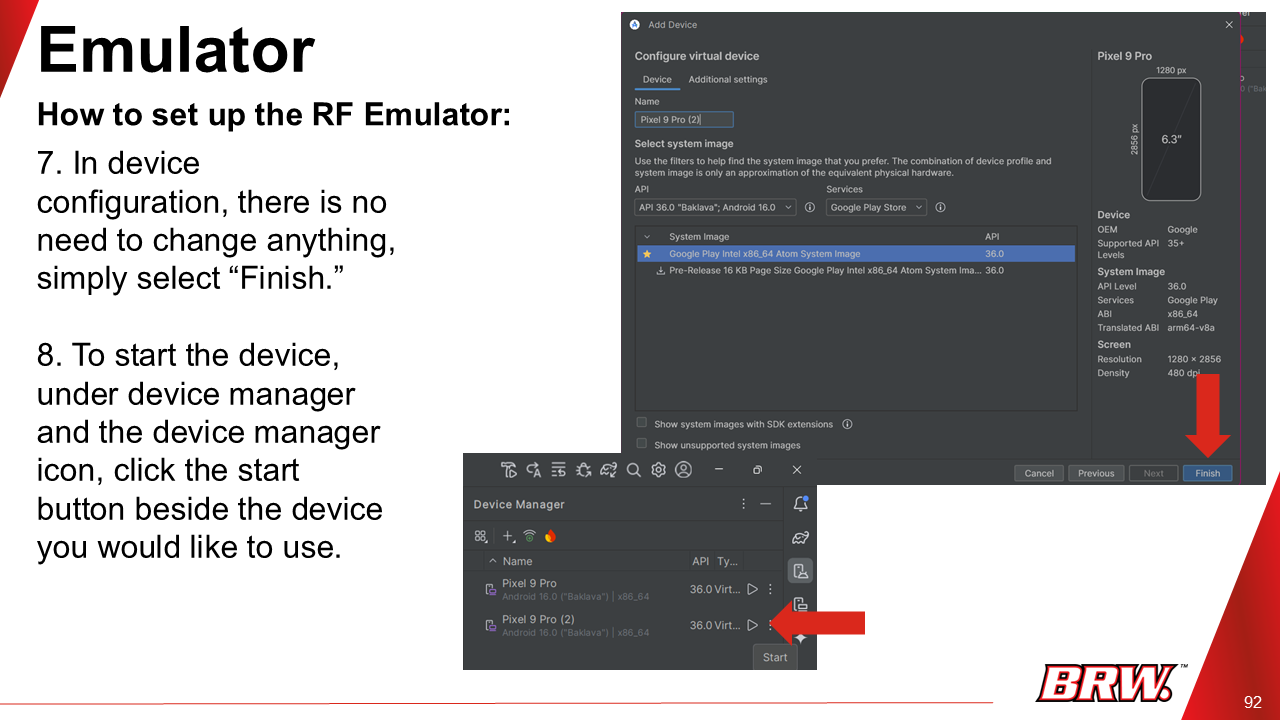 Emulator
How to set up the RF Emulator:
7. In device
configuration, there is no
need to change anything,
simply select “Finish.”
8. To start the device,
under device manager
and the device manager
icon, click the start
button beside the device
you would like to use.
Add Device
Configure virtual device
Device Additional settings
Name
Pixel 9 Pro (2)
Select system image
Use the filters to help find the system image that you prefer. The combination of device profile and
system image is only an approximation of the equivalent physical hardware.
API Services
API 36.0 "Baklava"; Android 16.0 Google Play Store
System Image API
Google Play Intel x86_64 Atom System Image 36.0
Pre-Release 16 KB Page Size Google Play Intel x86_64 Atom System Ima... 36.0
Show system images with SDK extensions
Show unsupported system images
Pixel 9 Pro
1280 px
2856 px
6.3"
Device
OEM Google
Supported API 35+
Levels
System Image
API Level 36.0
Services Google Play
ABI x86_64
Translated ABI arm64-v8a
Screen
Resolution 1280 × 2856
Density 480 dpi
Cancel Previous Next Finish
Device Manager
Name API Ty...
Pixel 9 Pro 36.0 Virt...
Android 16.0 ("Baklava") | x86_64
Pixel 9 Pro (2) 36.0 Virt...
Android 16.0 ("Baklava") | x86_64
Start
BRW.™
92